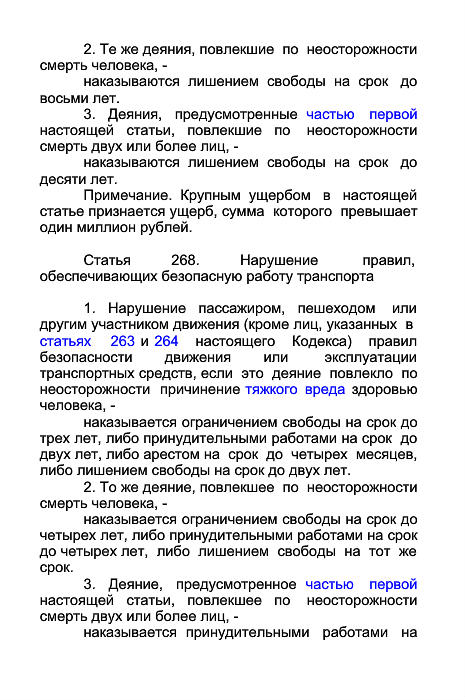 2. Те же деяния, повлекшие по неосторожности
смерть человека, -
наказываются лишением свободы на срок до
восьми лет.
3. Деяния, предусмотренные частью первой
настоящей статьи, повлекшие по неосторожности
смерть двух или более лиц, -
наказываются лишением свободы на срок до
десяти лет.
Примечание. Крупным ущербом в настоящей
статье признается ущерб, сумма которого превышает
один миллион рублей.
Статья 268. Нарушение правил,
обеспечивающих безопасную работу транспорта
1. Нарушение пассажиром, пешеходом или
другим участником движения (кроме лиц, указанных в
статьях 263 и 264 настоящего Кодекса) правил
безопасности движения или эксплуатации
транспортных средств, если это деяние повлекло по
неосторожности причинение тяжкого вреда здоровью
человека, -
наказывается ограничением свободы на срок до
трех лет, либо принудительными работами на срок до
двух лет, либо арестом на срок до четырех месяцев,
либо лишением свободы на срок до двух лет.
2. То же деяние, повлекшее по неосторожности
смерть человека, -
наказывается ограничением свободы на срок до
четырех лет, либо принудительными работами на срок
до четырех лет, либо лишением свободы на тот же
срок.
3. Деяние, предусмотренное частью первой
настоящей статьи, повлекшее по неосторожности
смерть двух или более лиц, -
наказывается принудительными работами на